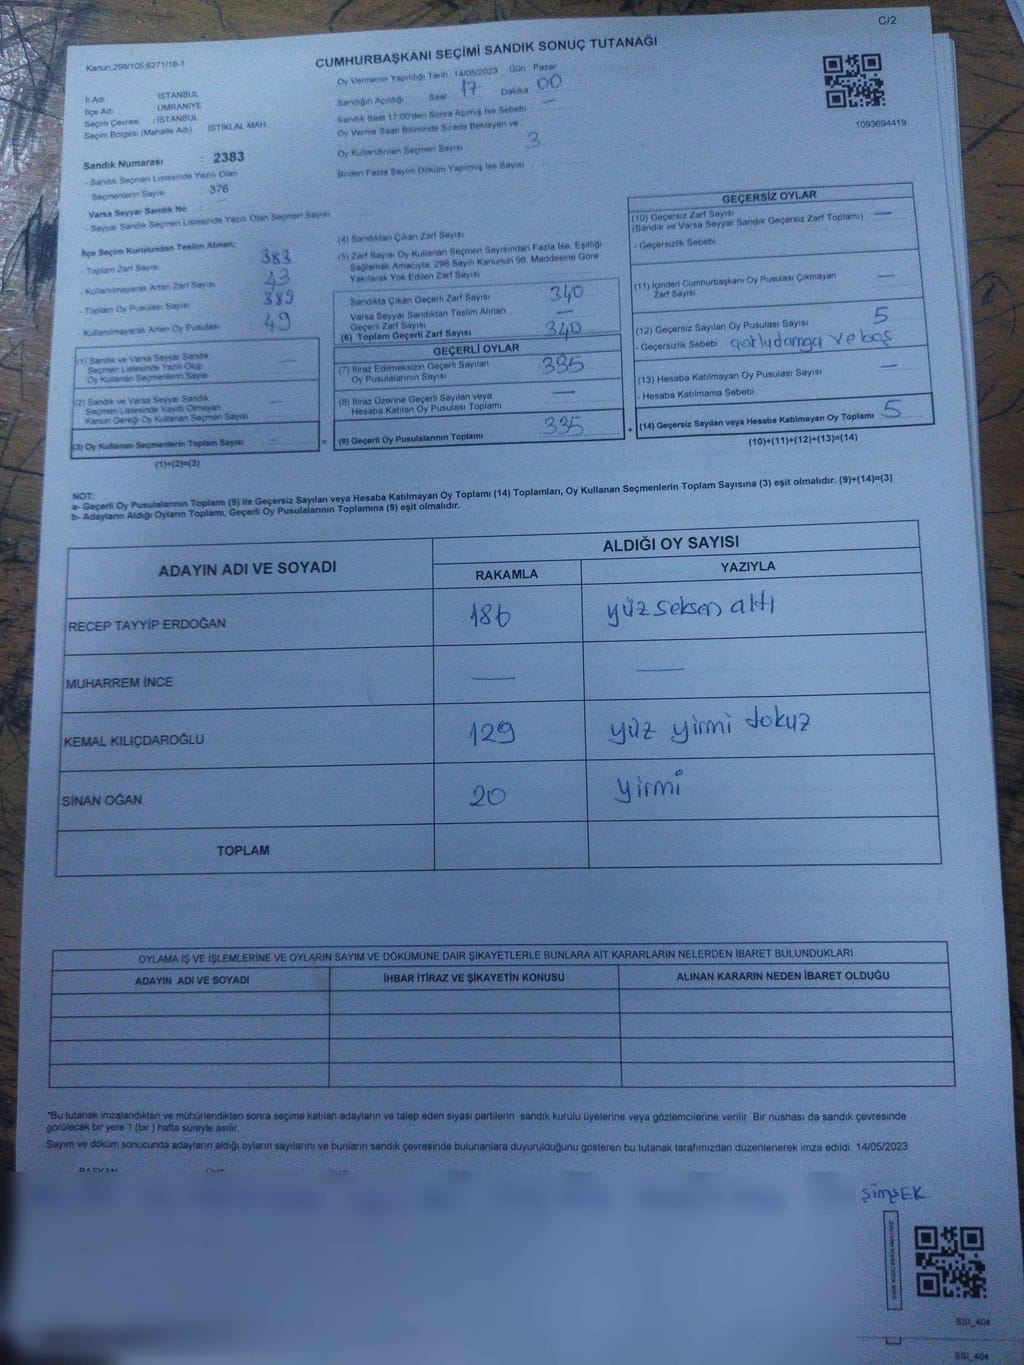 C/2
Kanun:298/105;6271/18-1
CUMHURBAŞKANI SEÇİMİ SANDIK SONUÇ TUTANAĞI
İl Adı : İSTANBUL
İlçe Adı : ÜMRANİYE
Seçim Çevresi : İSTANBUL
Seçim Bölgesi (Mahalle Adı) İSTİKLAL MAH
Oy Vermenin Yapıldığı Tarih 14/05/2023 Gün Pazar
Sandığın Açıldığı Saat 17 Dakika 00
Sandık Saat 17:00'den Sonra Açımış İse Sebebi —
Oy Verme Saati Bitiminde Sırada Bekleyen ve
Oy Kullandırılan Seçmen Sayısı 3
Birden Fazla Sayım Döküm Yapılmış İse Sayısı
1093694419
Sandık Numarası : 2383
- Sandık Seçmen Listesinde Yazılı Olan
Seçmenlerin Sayısı : 376
Varsa Seyyar Sandık No :
- Seyyar Sandık Seçmen Listesinde Yazılı Olan Seçmen Sayısı
İlçe Seçim Kurulundan Teslim Alınan;
- Toplam Zarf Sayısı 383
- Kullanılmayarak Artan Zarf Sayısı 43
- Toplam Oy Pusulası Sayısı 389
- Kullanılmayarak Artan Oy Pusulası 49
(1) Sandık ve Varsa Seyyar Sandık
Seçmen Listesinde Yazılı Olup
Oy Kullanan Seçmenlerin Sayısı
(2) Sandık ve Varsa Seyyar Sandık
Seçmen Listesinde Kayıtlı Olmayan
Kanun Gereği Oy Kullanan Seçmen Sayısı
(3) Oy Kullanan Seçmenlerin Toplam Sayısı =
(1)+(2)=(3)
(4) Sandıktan Çıkan Zarf Sayısı
(5) Zarf Sayısı Oy Kullanan Seçmen Sayısından Fazla İse, Eşitliği
Sağlamak Amacıyla, 298 Sayılı Kanunun 98. Maddesine Göre
Yakılarak Yok Edilen Zarf Sayısı
Sandıkta Çıkan Geçerli Zarf Sayısı 340
Varsa Seyyar Sandıktan Teslim Alınan
Geçerli Zarf Sayısı —
(6) Toplam Geçerli Zarf Sayısı 340
GEÇERLİ OYLAR
(7) İtiraz Edilmeksizin Geçerli Sayılan
Oy Pusulalarının Sayısı 335
(8) İtiraz Üzerine Geçerli Sayılan veya
Hesaba Katılan Oy Pusulası Toplamı —
(9) Geçerli Oy Pusulalarının Toplamı 335 +
GEÇERSİZ OYLAR
(10) Geçersiz Zarf Sayısı —
(Sandık ve Varsa Seyyar Sandık Geçersiz Zarf Toplamı)
- Geçersizlik Sebebi
(11) İçinden Cumhurbaşkanı Oy Pusulası Çıkmayan
Zarf Sayısı —
(12) Geçersiz Sayılan Oy Pusulası Sayısı 5
- Geçersizlik Sebebi çokludamga ve boş
(13) Hesaba Katılmayan Oy Pusulası Sayısı —
- Hesaba Katılmama Sebebi
(14) Geçersiz Sayılan veya Hesaba Katılmayan Oy Toplamı 5
(10)+(11)+(12)+(13)=(14)
NOT:
a- Geçerli Oy Pusulalarının Toplamı (9) ile Geçersiz Sayılan veya Hesaba Katılmayan Oy Toplamı (14) Toplamları, Oy Kullanan Seçmenlerin Toplam Sayısına (3) eşit olmalıdır. (9)+(14)=(3)
b- Adayların Aldığı Oyların Toplamı, Geçerli Oy Pusulalarının Toplamına (9) eşit olmalıdır.
ADAYIN ADI VE SOYADI ALDIĞI OY SAYISI
RAKAMLA YAZIYLA
RECEP TAYYİP ERDOĞAN 186 yüz seksen altı
MUHARREM İNCE — —
KEMAL KILIÇDAROĞLU 129 yüz yirmi dokuz
SİNAN OĞAN 20 yirmi
TOPLAM
OYLAMA İŞ VE İŞLEMLERİNE VE OYLARIN SAYIM VE DÖKÜMÜNE DAİR ŞİKAYETLERLE BUNLARA AİT KARARLARIN NELERDEN İBARET BULUNDUKLARI
ADAYIN ADI VE SOYADI İHBAR İTİRAZ VE ŞİKAYETİN KONUSU ALINAN KARARIN NEDEN İBARET OLDUĞU
*Bu tutanak imzalandıktan ve mühürlendikten sonra seçime katılan adayların ve talep eden siyasi partilerin sandık kurulu üyelerine veya gözlemcilerine verilir. Bir nüshası da sandık çevresinde
görülecek bir yere 1 (bir ) hafta süreyle asılır.
Sayım ve döküm sonucunda adayların aldığı oyların sayılarını ve bunların sandık çevresinde bulunanlara duyurulduğunu gösteren bu tutanak tarafımızdan düzenlenerek imza edildi. 14/05/2023
BAŞKAN
ŞİMŞEK
SSI_404
SSI_404